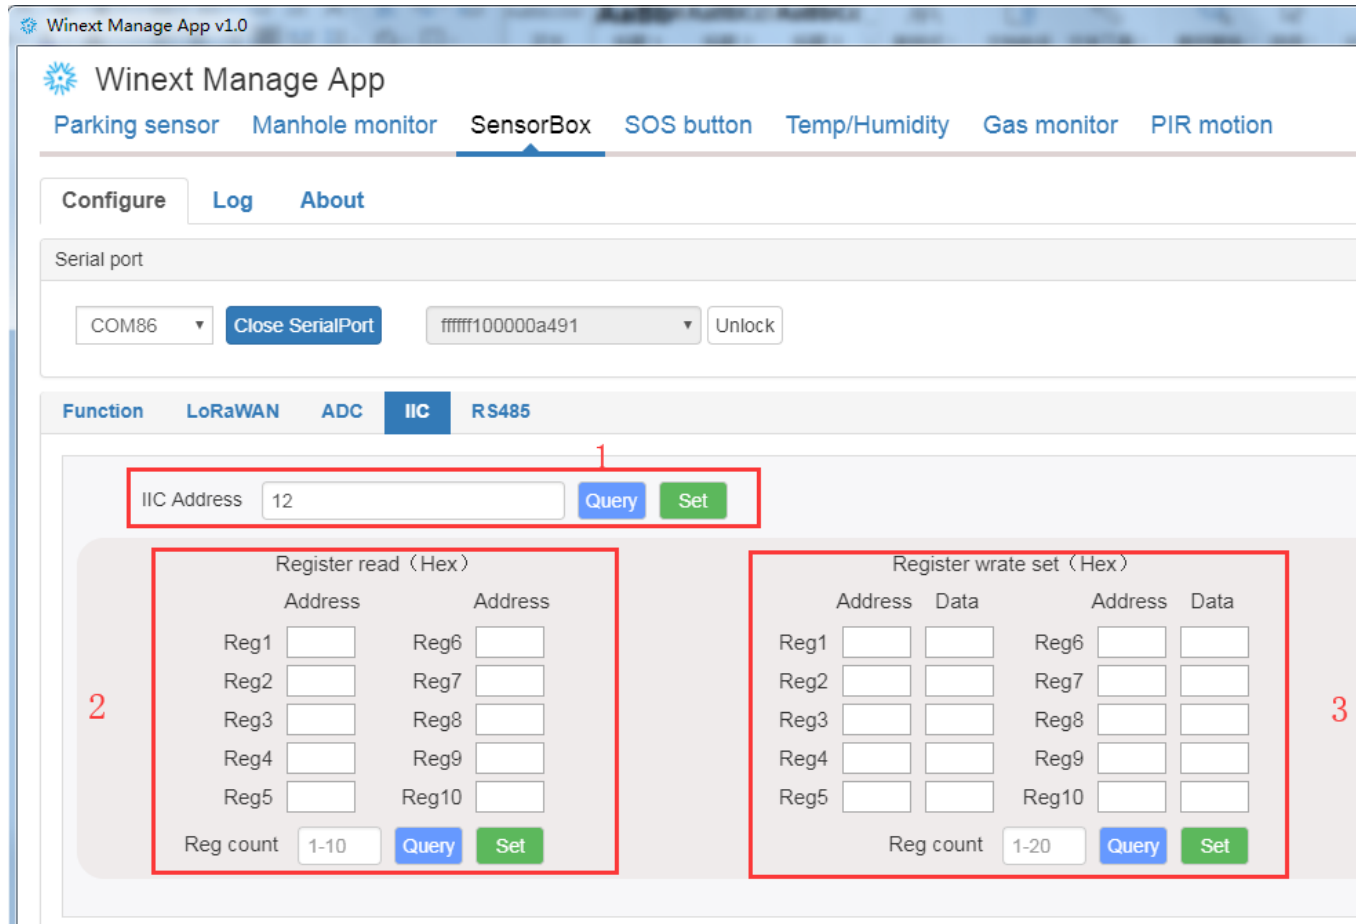 Winext Manage App v1.0
Winext Manage App
Parking sensor Manhole monitor SensorBox SOS button Temp/Humidity Gas monitor PIR motion
Configure Log About
Serial port
COM86 Close SerialPort ffffff100000a491 Unlock
Function LoRaWAN ADC IIC RS485
1
IIC Address 12 Query Set
Register read（Hex） Register wrate set（Hex）
Address Address Address Data Address Data
Reg1 Reg6 Reg1 Reg6
Reg2 Reg7 Reg2 Reg7
2 3
Reg3 Reg8 Reg3 Reg8
Reg4 Reg9 Reg4 Reg9
Reg5 Reg10 Reg5 Reg10
Reg count 1-10 Query Set Reg count 1-20 Query Set